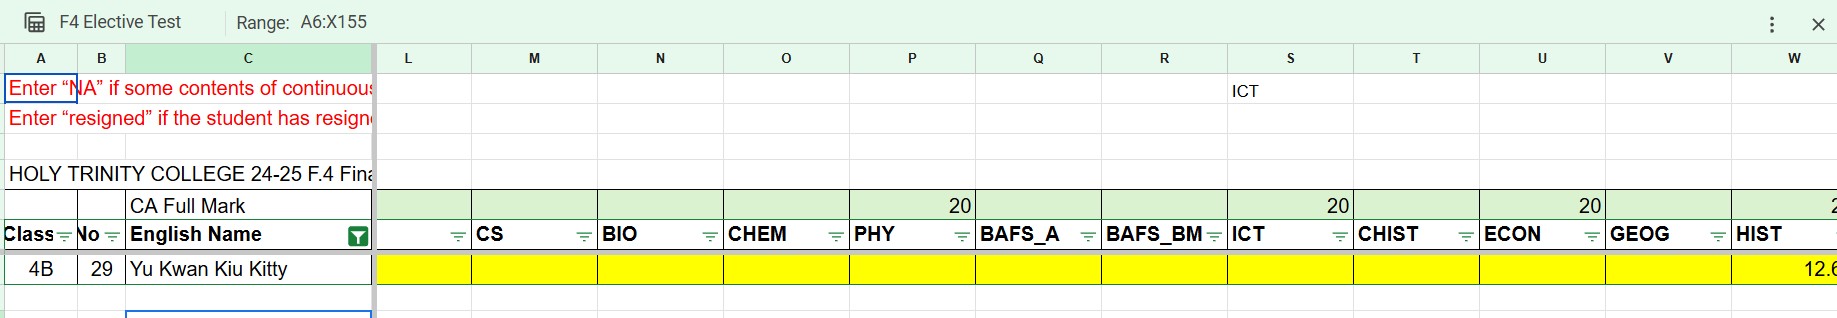 F4 Elective Test Range: A6:X155
A B C L M N O P Q R S T U V W
Enter “NA” if some contents of continuous ICT
Enter “resigned” if the student has resign
HOLY TRINITY COLLEGE 24-25 F.4 Fina
CA Full Mark 20 20 20 2
Class No English Name CS BIO CHEM PHY BAFS_A BAFS_BM ICT CHIST ECON GEOG HIST
4B 29 Yu Kwan Kiu Kitty 12.6